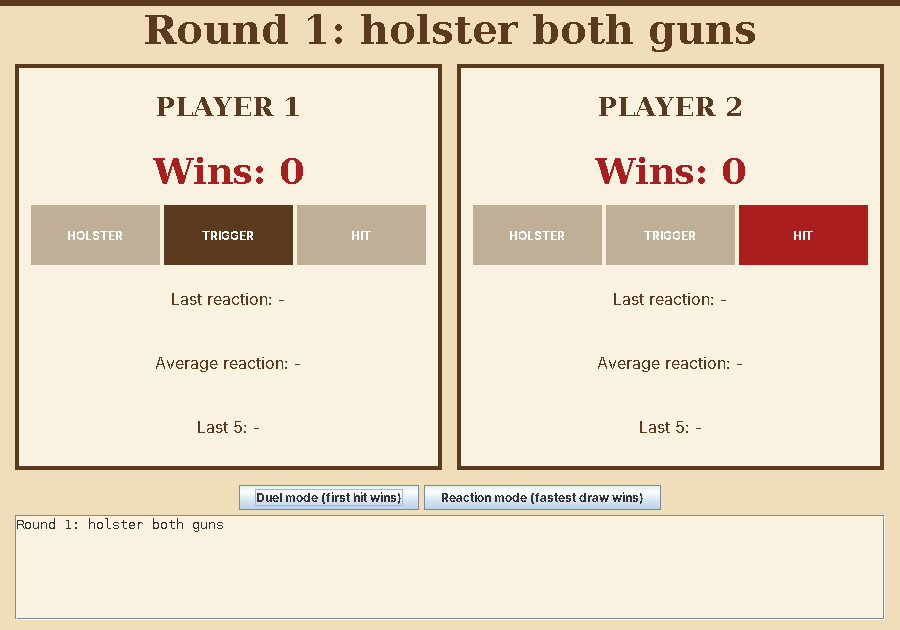 Round 1: holster both guns
PLAYER 1
Wins: 0
HOLSTER TRIGGER HIT
Last reaction: -
Average reaction: -
Last 5: -
PLAYER 2
Wins: 0
HOLSTER TRIGGER HIT
Last reaction: -
Average reaction: -
Last 5: -
Duel mode (first hit wins) Reaction mode (fastest draw wins)
Round 1: holster both guns